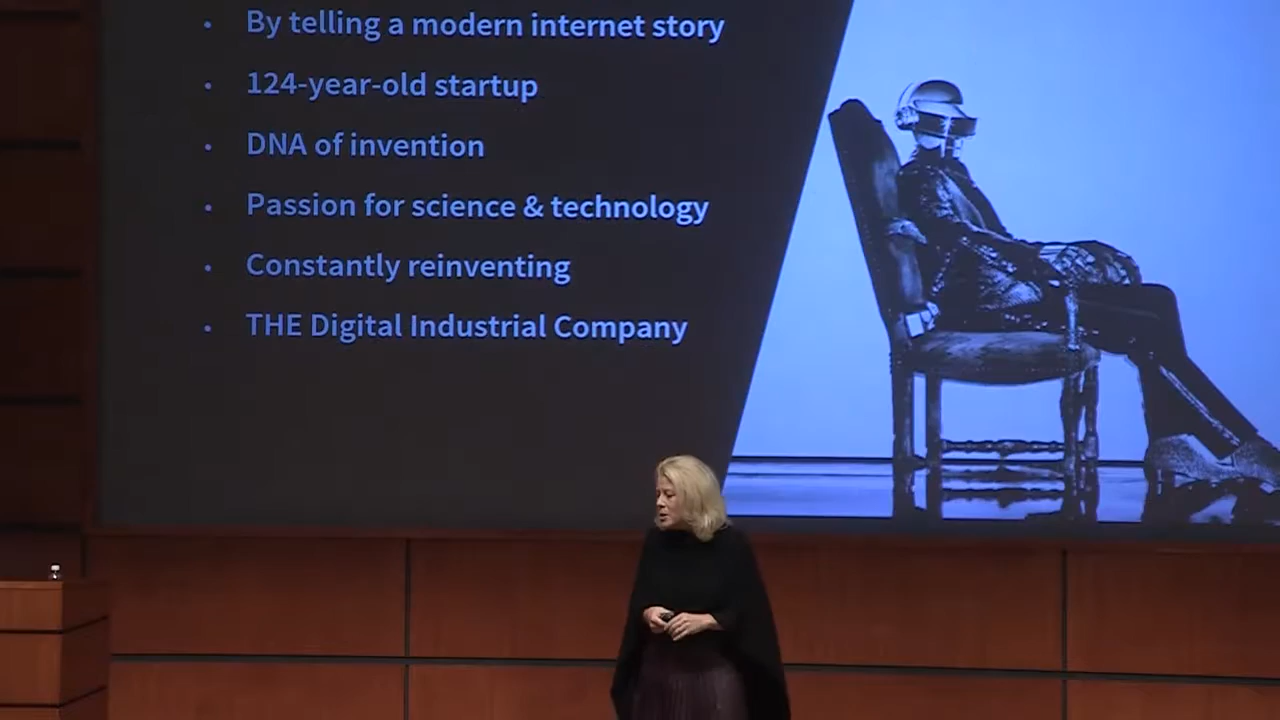 By telling a modern internet story
124-year-old startup
DNA of invention
Passion for science & technology
Constantly reinventing
THE Digital Industrial Company